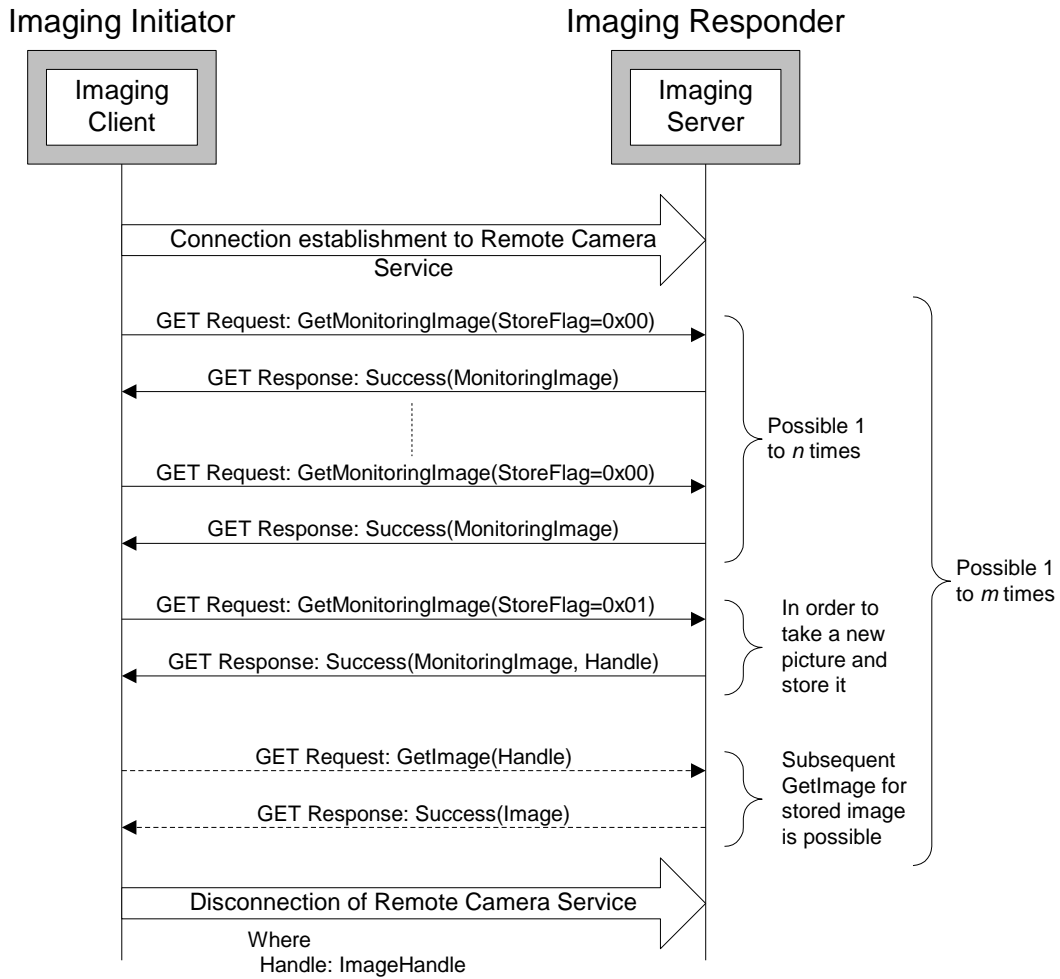 Imaging Initiator
Imaging Responder
Imaging
Client
Imaging
Server
Connection establishment to Remote Camera
Service
GET Request: GetMonitoringImage(StoreFlag=0x00)
GET Response: Success(MonitoringImage)
GET Request: GetMonitoringImage(StoreFlag=0x00)
GET Response: Success(MonitoringImage)
Possible 1
to n times
GET Request: GetMonitoringImage(StoreFlag=0x01)
GET Response: Success(MonitoringImage, Handle)
In order to
take a new
picture and
store it
Possible 1
to m times
GET Request: GetImage(Handle)
GET Response: Success(Image)
Subsequent
GetImage for
stored image
is possible
Disconnection of Remote Camera Service
Where
Handle: ImageHandle